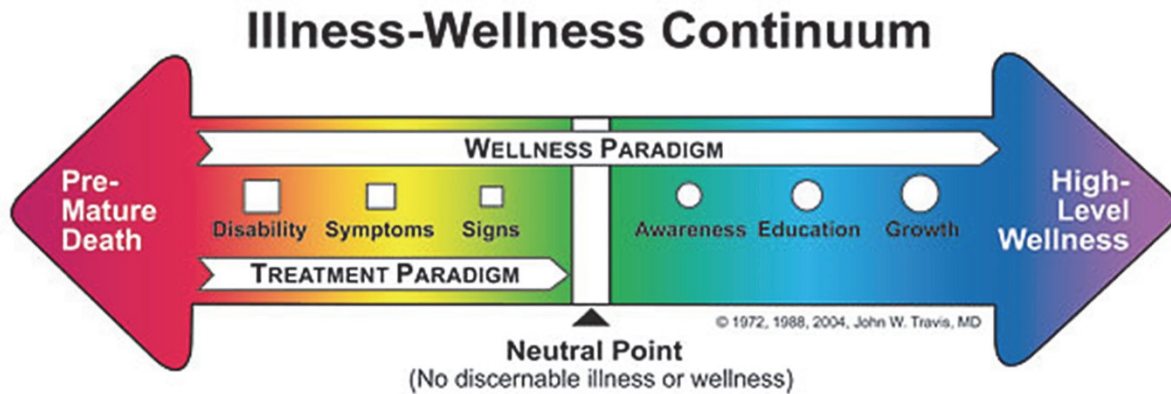 Illness-Wellness Continuum
WELLNESS PARADIGM
Pre-
Mature
Death
Disability Symptoms Signs
Awareness Education Growth
High-
Level
Wellness
TREATMENT PARADIGM
© 1972, 1988, 2004, John W. Travis, MD
Neutral Point
(No discernable illness or wellness)